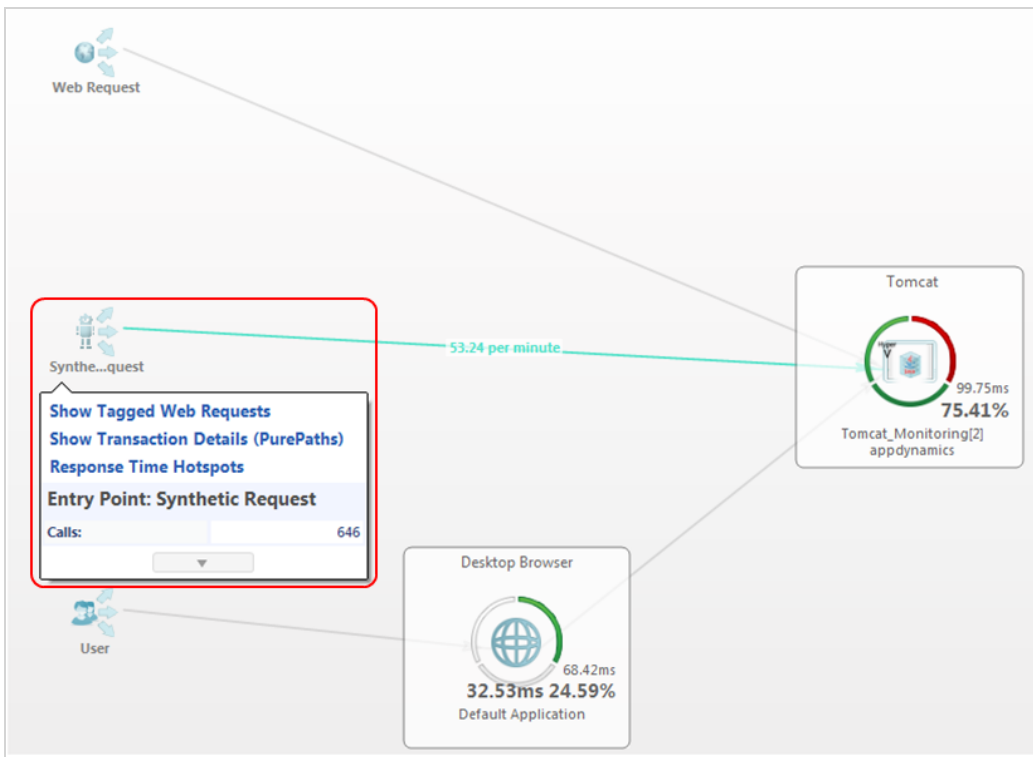 Web Request
Synthe...quest
53.24 per minute
Show Tagged Web Requests
Show Transaction Details (PurePaths)
Response Time Hotspots
Entry Point: Synthetic Request
Calls: 646
User
Desktop Browser
68.42ms
32.53ms 24.59%
Default Application
Tomcat
Hyper
V
99.75ms
75.41%
Tomcat_Monitoring[2]
appdynamics